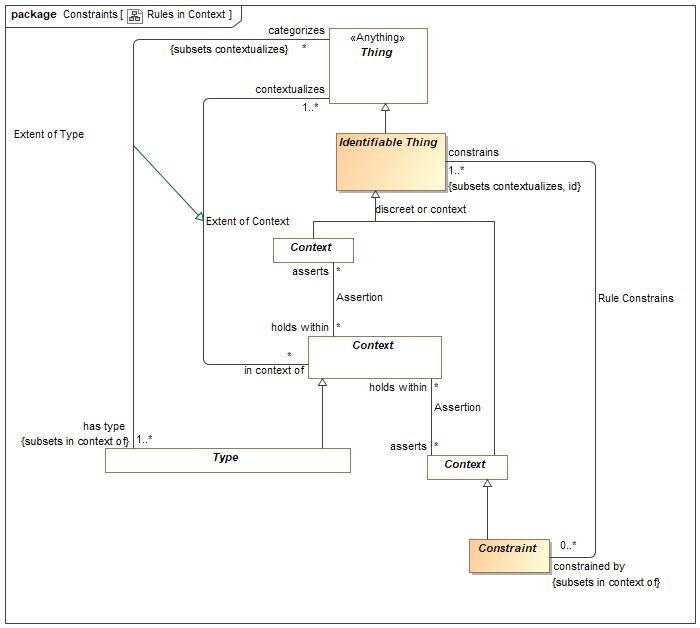 package Constraints [ Rules in Context ]
categorizes
{subsets contextualizes} *
«Anything»
Thing
contextualizes
1..*
Extent of Type
Identifiable Thing
constrains
1..*
{subsets contextualizes, id}
discreet or context
Extent of Context
Context
asserts *
Assertion
Rule Constrains
holds within *
Context
*
in context of
holds within *
Assertion
has type
{subsets in context of} 1..*
asserts *
Type
Context
Constraint
0..*
constrained by
{subsets in context of}